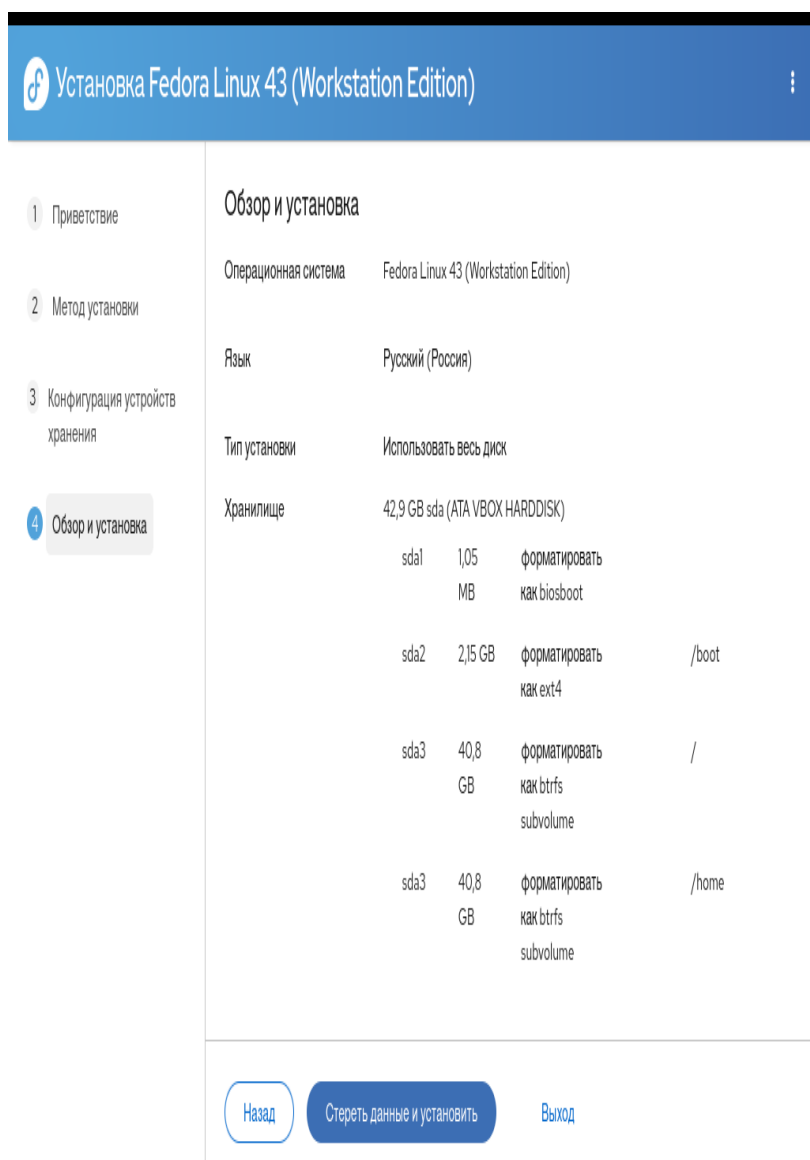 Установка Fedora Linux 43 (Workstation Edition)
1 Приветствие
2 Метод установки
3 Конфигурация устройств
хранения
4 Обзор и установка
Обзор и установка
Операционная система Fedora Linux 43 (Workstation Edition)
Язык Русский (Россия)
Тип установки Использовать весь диск
Хранилище 42,9 GB sda (ATA VBOX HARDDISK)
sda1 1,05 форматировать
MB как biosboot
sda2 2,15 GB форматировать /boot
как ext4
sda3 40,8 форматировать /
GB как btrfs
subvolume
sda3 40,8 форматировать /home
GB как btrfs
subvolume
Назад Стереть данные и установить Выход